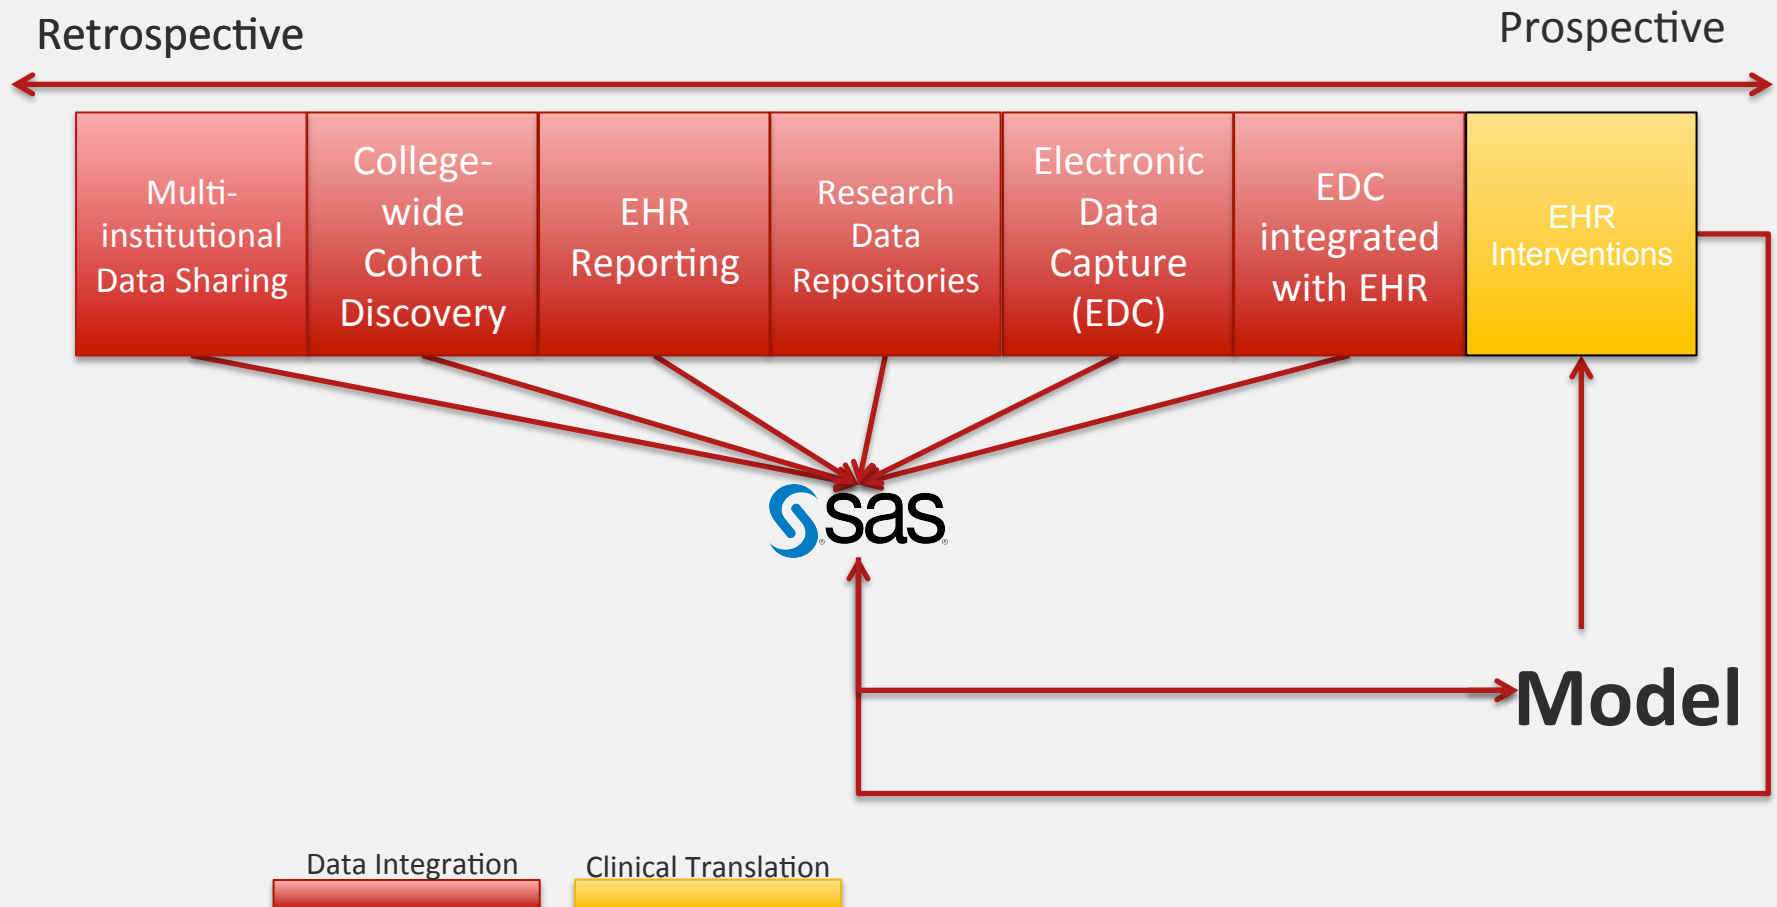 Retrospective
Prospective
Multi-
institutional
Data Sharing
College-
wide
Cohort
Discovery
EHR
Reporting
Research
Data
Repositories
Electronic
Data
Capture
(EDC)
EDC
integrated
with EHR
EHR
Interventions
sas
Model
Data Integration
Clinical Translation